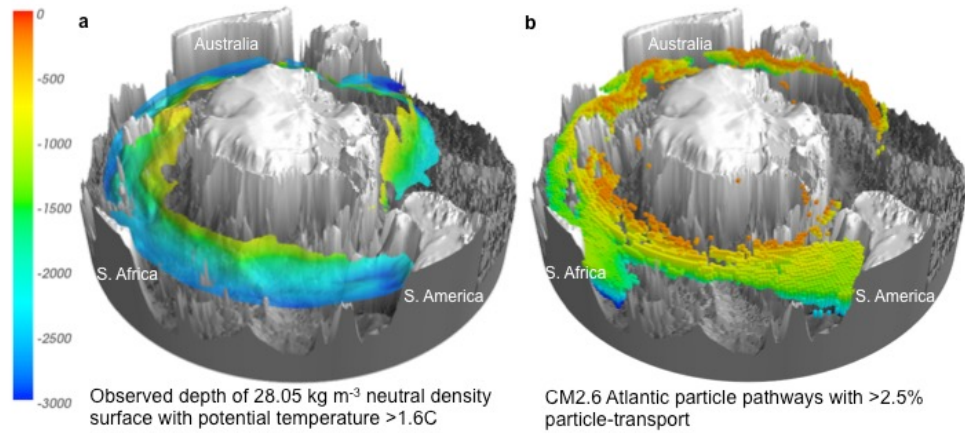 0
-500
-1000
-1500
-2000
-2500
-3000
a
Australia
S. Africa
S. America
Observed depth of 28.05 kg m⁻³ neutral density
surface with potential temperature >1.6C
b
Australia
S. Africa
S. America
CM2.6 Atlantic particle pathways with >2.5%
particle-transport